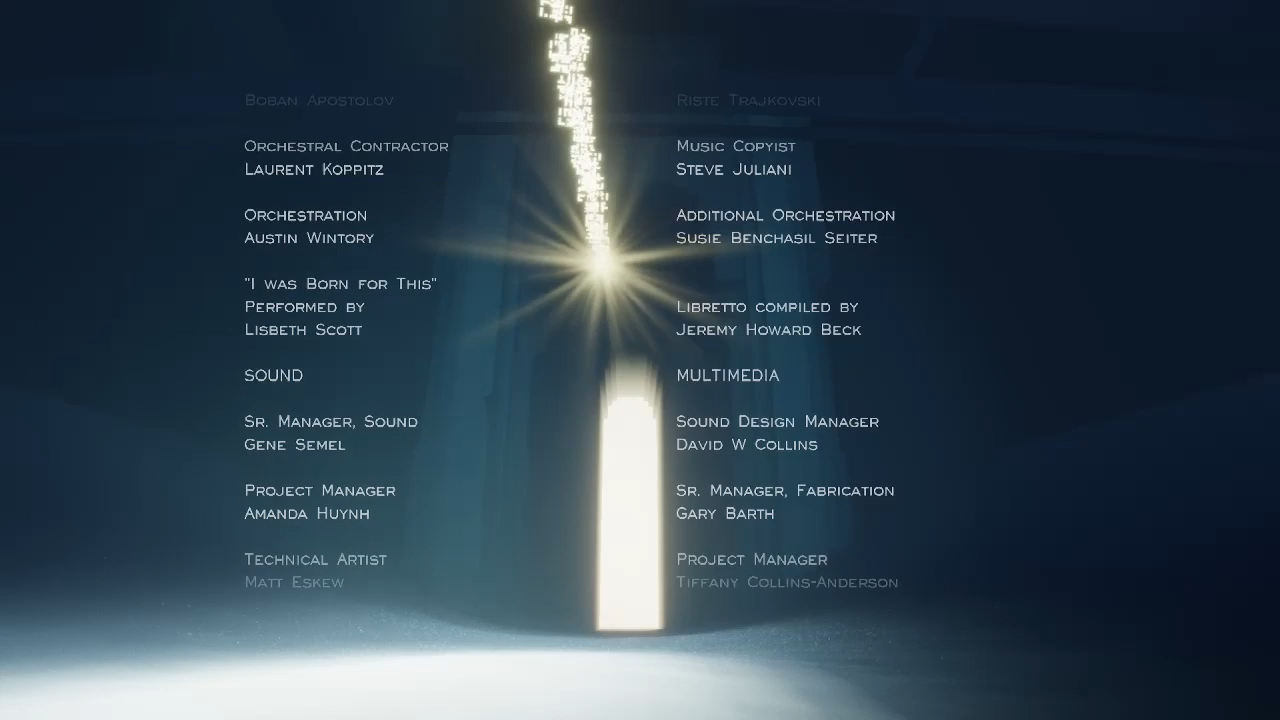 Boban Apostolov
Riste Trajkovski
Orchestral Contractor
Laurent Koppitz
Music Copyist
Steve Juliani
Orchestration
Austin Wintory
Additional Orchestration
Susie Benchasil Seiter
"I was Born for This"
Performed by
Lisbeth Scott
Libretto compiled by
Jeremy Howard Beck
SOUND
MULTIMEDIA
Sr. Manager, Sound
Gene Semel
Sound Design Manager
David W Collins
Project Manager
Amanda Huynh
Sr. Manager, Fabrication
Gary Barth
Technical Artist
Matt Eskew
Project Manager
Tiffany Collins-Anderson